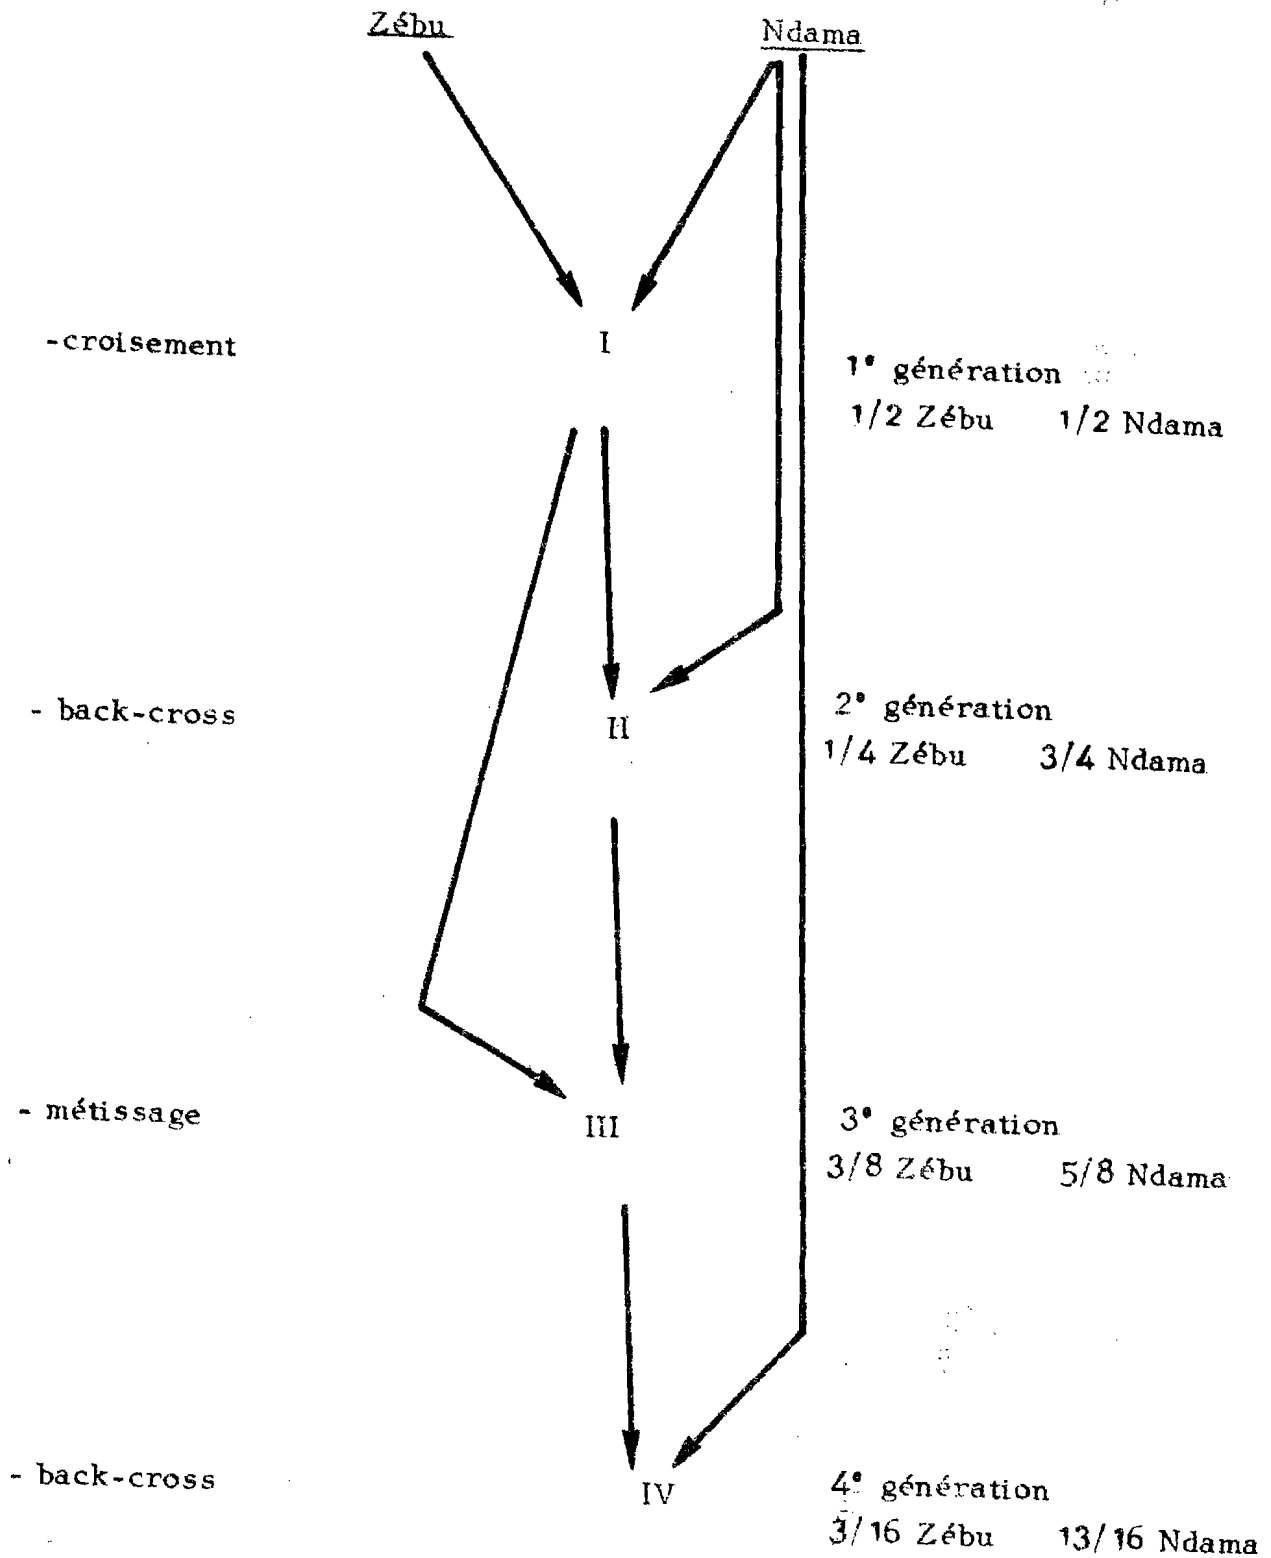 Zébu Ndama
-croisement I 1° génération
1/2 Zébu 1/2 Ndama
- back-cross II 2° génération
1/4 Zébu 3/4 Ndama
- métissage III 3° génération
3/8 Zébu 5/8 Ndama
- back-cross IV 4° génération
3/16 Zébu 13/16 Ndama